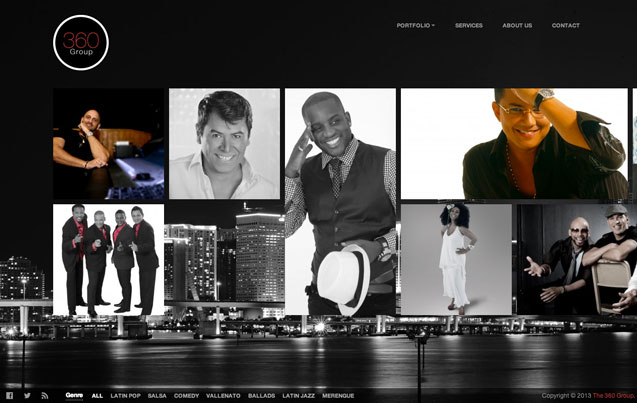 360
Group
PORTFOLIO SERVICES ABOUT US CONTACT
Genre ALL LATIN POP SALSA COMEDY VALLENATO BALLADS LATIN JAZZ MERENGUE
Copyright © 2013 The 360 Group.